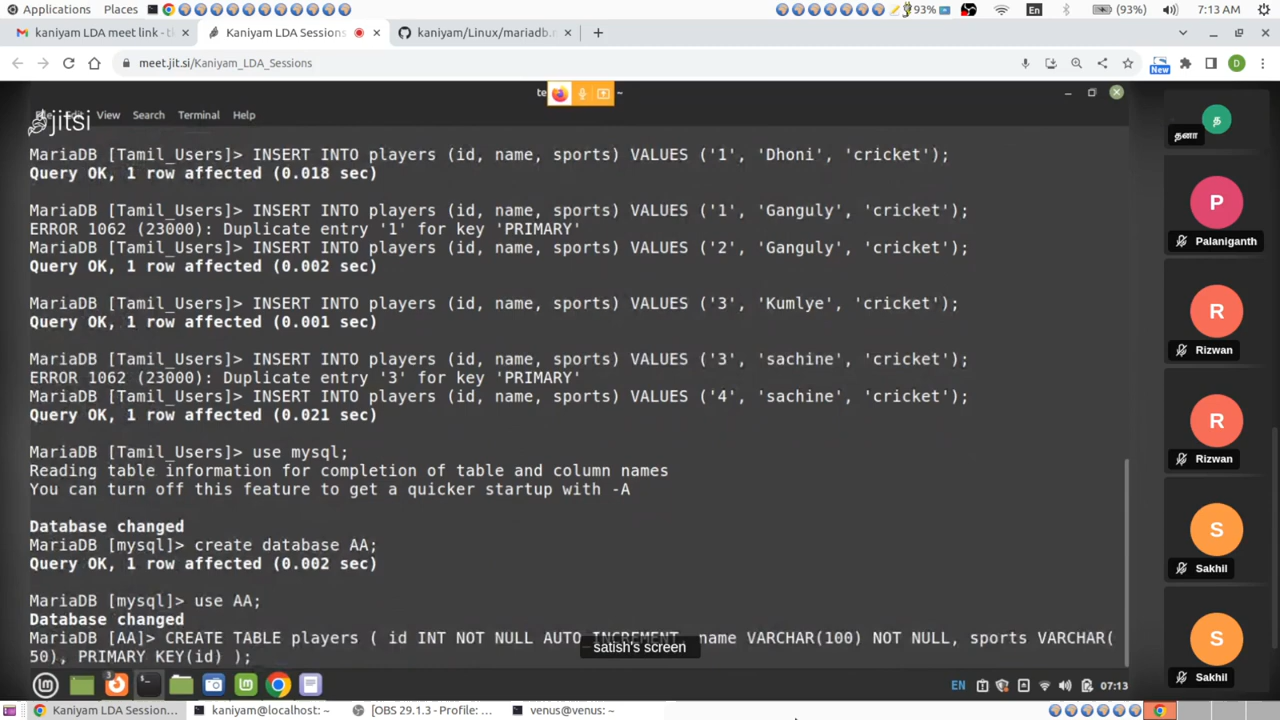 Applications Places 93% En (93%) 7:13 AM
kaniyam LDA meet link - t
Kaniyam LDA Sessions
kaniyam/Linux/mariadb.
meet.jit.si/Kaniyam_LDA_Sessions
New
D
te ~
jitsi
View Search Terminal Help
MariaDB [Tamil_Users]> INSERT INTO players (id, name, sports) VALUES ('1', 'Dhoni', 'cricket');
Query OK, 1 row affected (0.018 sec)
MariaDB [Tamil_Users]> INSERT INTO players (id, name, sports) VALUES ('1', 'Ganguly', 'cricket');
ERROR 1062 (23000): Duplicate entry '1' for key 'PRIMARY'
MariaDB [Tamil_Users]> INSERT INTO players (id, name, sports) VALUES ('2', 'Ganguly', 'cricket');
Query OK, 1 row affected (0.002 sec)
MariaDB [Tamil_Users]> INSERT INTO players (id, name, sports) VALUES ('3', 'Kumlye', 'cricket');
Query OK, 1 row affected (0.001 sec)
MariaDB [Tamil_Users]> INSERT INTO players (id, name, sports) VALUES ('3', 'sachine', 'cricket');
ERROR 1062 (23000): Duplicate entry '3' for key 'PRIMARY'
MariaDB [Tamil_Users]> INSERT INTO players (id, name, sports) VALUES ('4', 'sachine', 'cricket');
Query OK, 1 row affected (0.021 sec)
MariaDB [Tamil_Users]> use mysql;
Reading table information for completion of table and column names
You can turn off this feature to get a quicker startup with -A
Database changed
MariaDB [mysql]> create database AA;
Query OK, 1 row affected (0.002 sec)
MariaDB [mysql]> use AA;
Database changed
MariaDB [AA]> CREATE TABLE players ( id INT NOT NULL AUTO_INCREMENT, name VARCHAR(100) NOT NULL, sports VARCHAR(
50), PRIMARY KEY(id) );
satish's screen
த
தனா
P
Palaniganth
R
Rizwan
R
Rizwan
S
Sakhil
S
Sakhil
3
EN 07:13
Kaniyam LDA Session...
kaniyam@localhost: ~
[OBS 29.1.3 - Profile: ...
venus@venus: ~